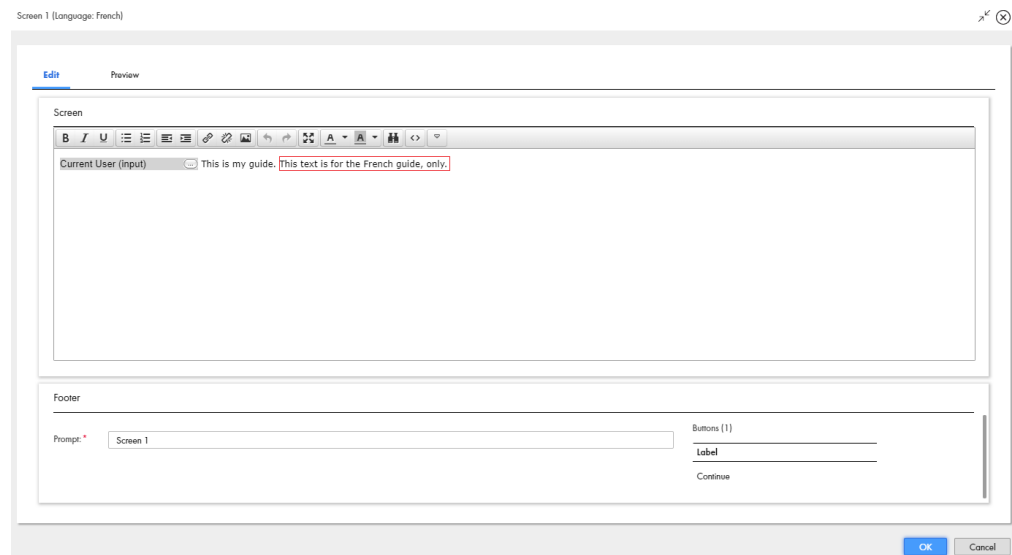 Screen 1 (Language: French)
Edit Preview
Screen
B I U A A
Current User (input) ... This is my guide. This text is for the French guide, only.
Footer
Prompt:* Screen 1
Buttons (1)
Label
Continue
OK Cancel